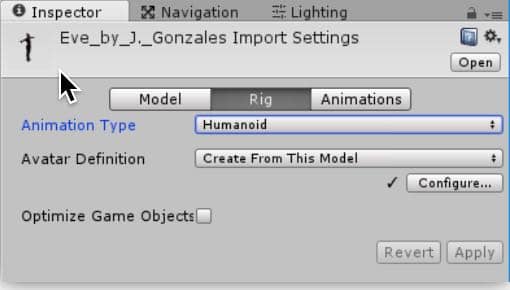 Inspector Navigation Lighting
Eve_by_J._Gonzales Import Settings
Open
Model Rig Animations
Animation Type Humanoid
Avatar Definition Create From This Model
✓ Configure...
Optimize Game Objects
Revert Apply